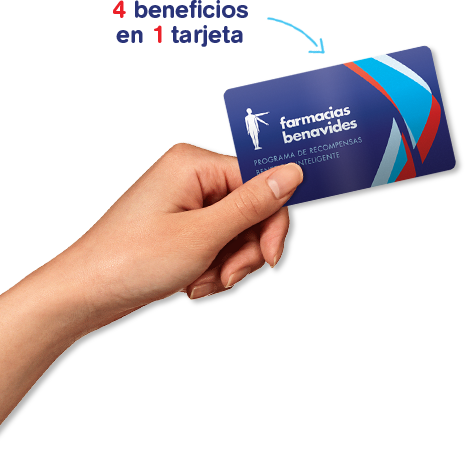 4 beneficios
en 1 tarjeta
farmacias
benavides
PROGRAMA DE RECOMPENSAS
INTELIGENTE